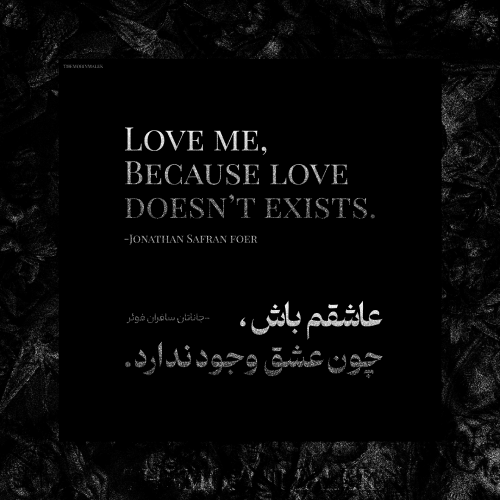 Love me,
Because love
doesn't exists.
-Jonathan Safran foer
عاشقم باش ،
-جاناتان سافران فوئر
چون عشق وجود ندارد.